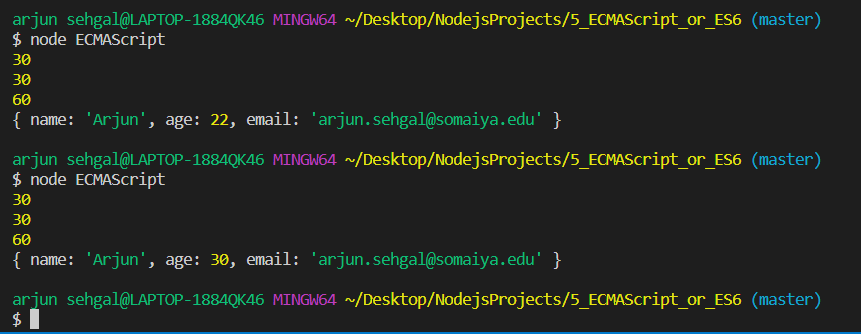 arjun sehgal@LAPTOP-1884QK46 MINGW64 ~/Desktop/NodejsProjects/5_ECMAScript_or_ES6 (master)
$ node ECMAScript
30
30
60
{ name: 'Arjun', age: 22, email: 'arjun.sehgal@somaiya.edu' }
arjun sehgal@LAPTOP-1884QK46 MINGW64 ~/Desktop/NodejsProjects/5_ECMAScript_or_ES6 (master)
$ node ECMAScript
30
30
60
{ name: 'Arjun', age: 30, email: 'arjun.sehgal@somaiya.edu' }
arjun sehgal@LAPTOP-1884QK46 MINGW64 ~/Desktop/NodejsProjects/5_ECMAScript_or_ES6 (master)
$